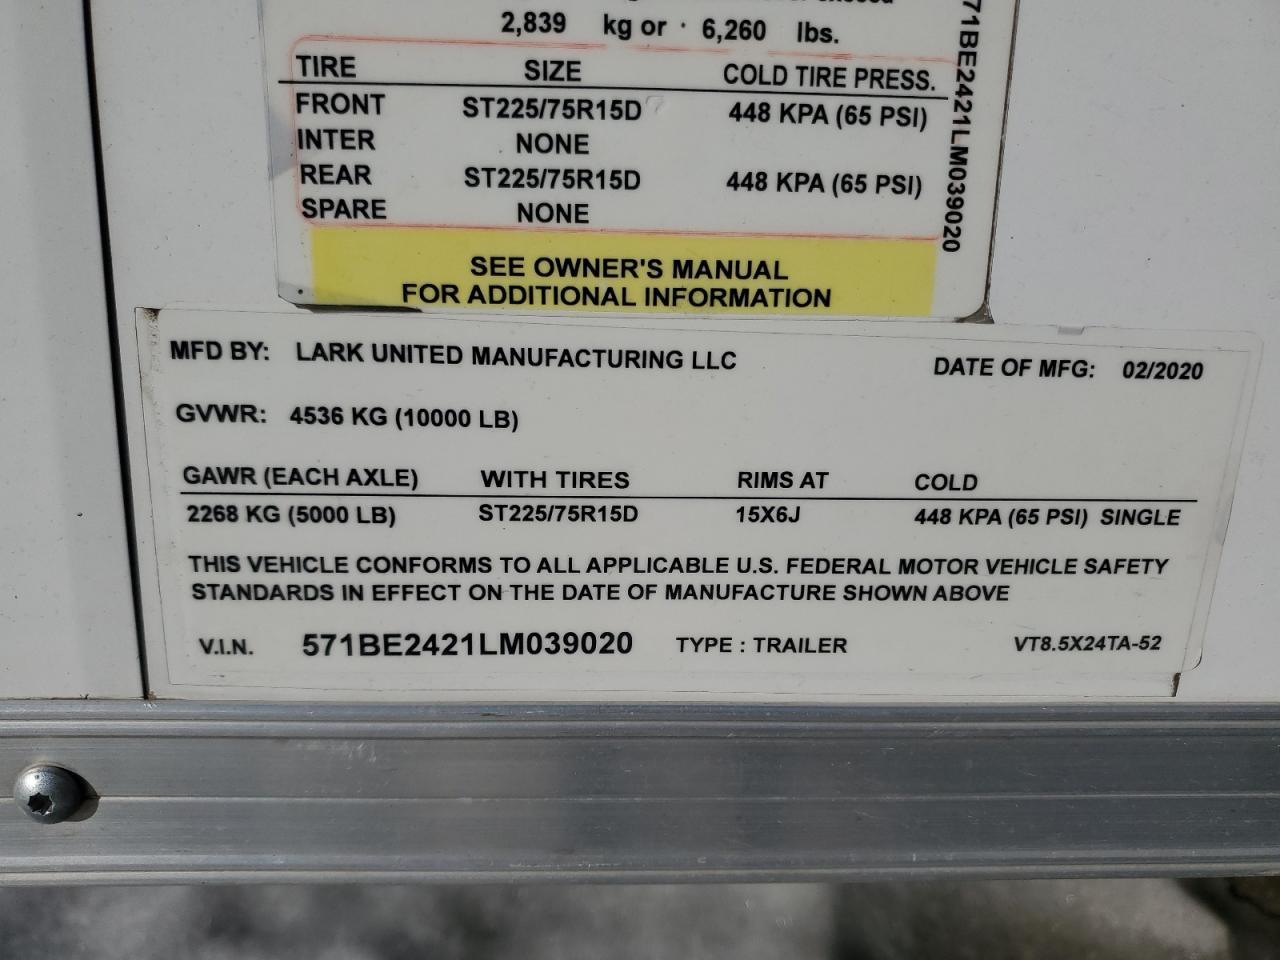 2,839 kg or · 6,260 lbs.
TIRE SIZE COLD TIRE PRESS.
FRONT ST225/75R15D 448 KPA (65 PSI)
INTER NONE
REAR ST225/75R15D 448 KPA (65 PSI)
SPARE NONE
SEE OWNER'S MANUAL
FOR ADDITIONAL INFORMATION
71BE2421LM039020
MFD BY: LARK UNITED MANUFACTURING LLC DATE OF MFG: 02/2020
GVWR: 4536 KG (10000 LB)
GAWR (EACH AXLE) WITH TIRES RIMS AT COLD
2268 KG (5000 LB) ST225/75R15D 15X6J 448 KPA (65 PSI) SINGLE
THIS VEHICLE CONFORMS TO ALL APPLICABLE U.S. FEDERAL MOTOR VEHICLE SAFETY
STANDARDS IN EFFECT ON THE DATE OF MANUFACTURE SHOWN ABOVE
V.I.N. 571BE2421LM039020 TYPE : TRAILER VT8.5X24TA-52